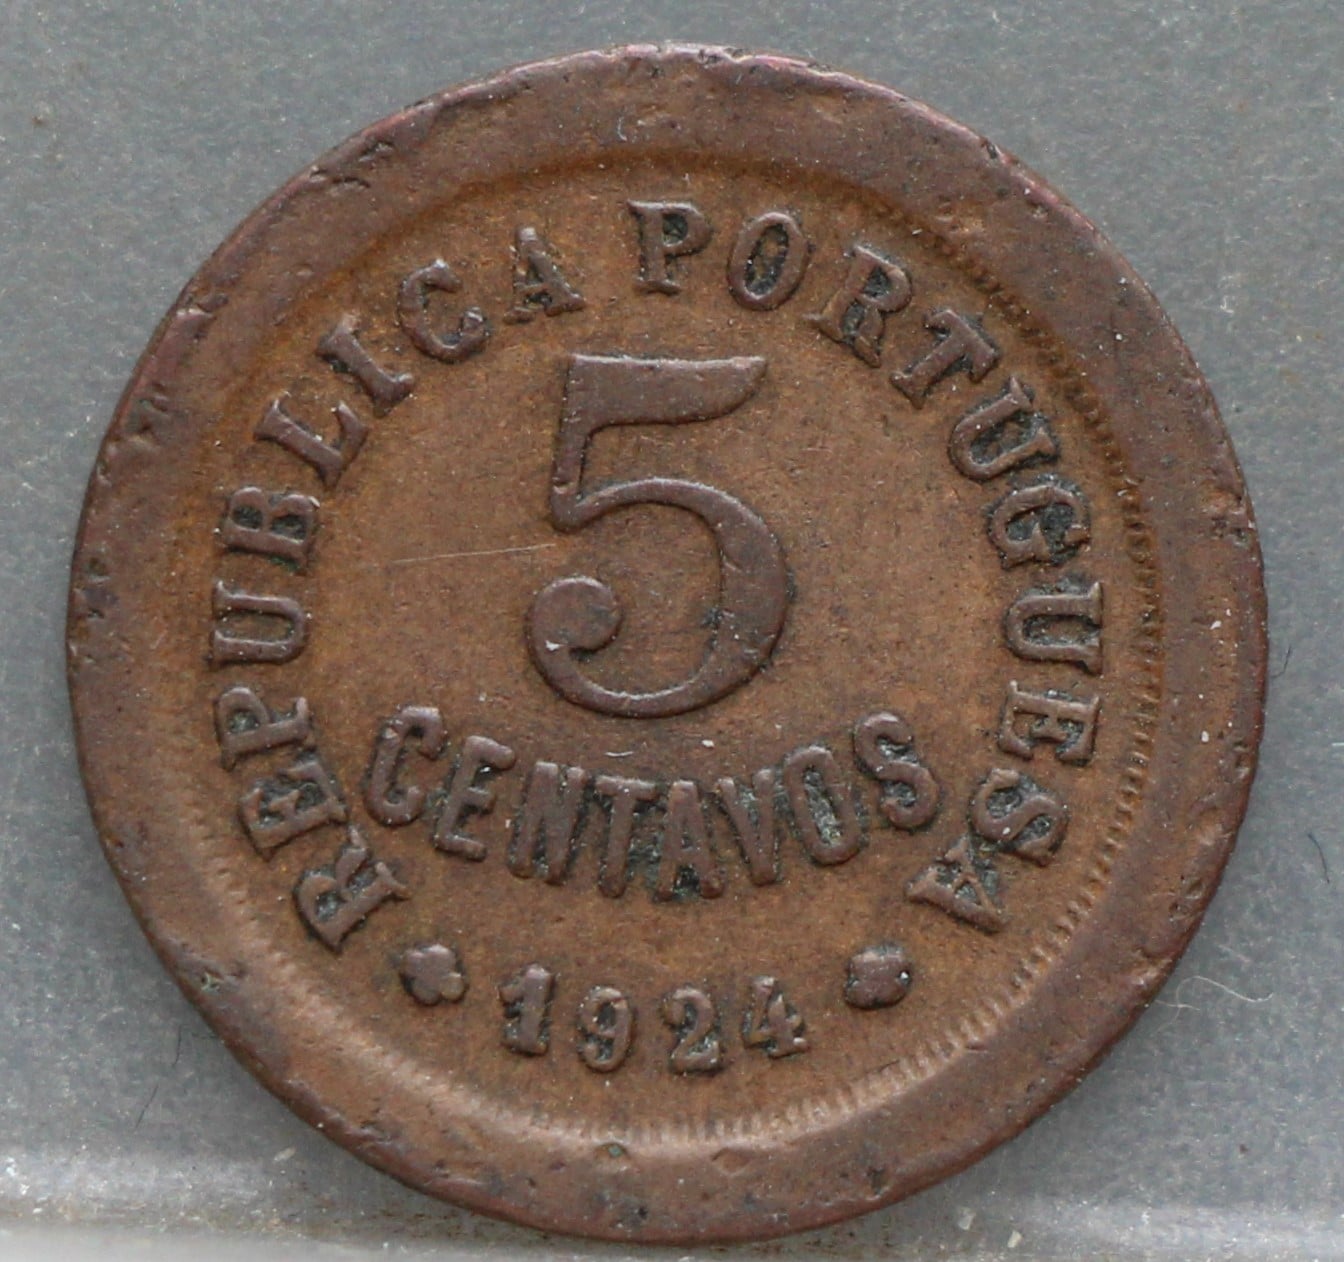 REPUBLICA PORTUGUESA
5
CENTAVOS
1924